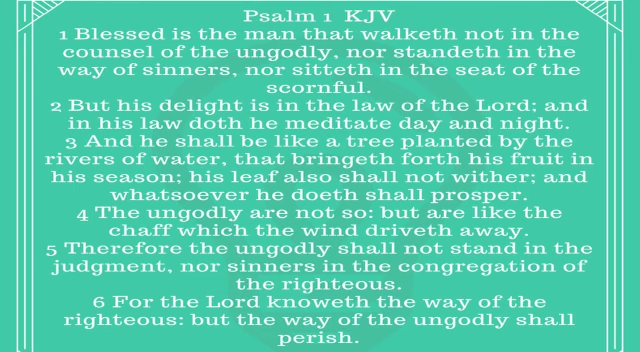 Psalm 1 KJV
1 Blessed is the man that walketh not in the
counsel of the ungodly, nor standeth in the
way of sinners, nor sitteth in the seat of the
scornful.
2 But his delight is in the law of the Lord; and
in his law doth he meditate day and night.
3 And he shall be like a tree planted by the
rivers of water, that bringeth forth his fruit in
his season; his leaf also shall not wither; and
whatsoever he doeth shall prosper.
4 The ungodly are not so: but are like the
chaff which the wind driveth away.
5 Therefore the ungodly shall not stand in the
judgment, nor sinners in the congregation of
the righteous.
6 For the Lord knoweth the way of the
righteous: but the way of the ungodly shall
perish.